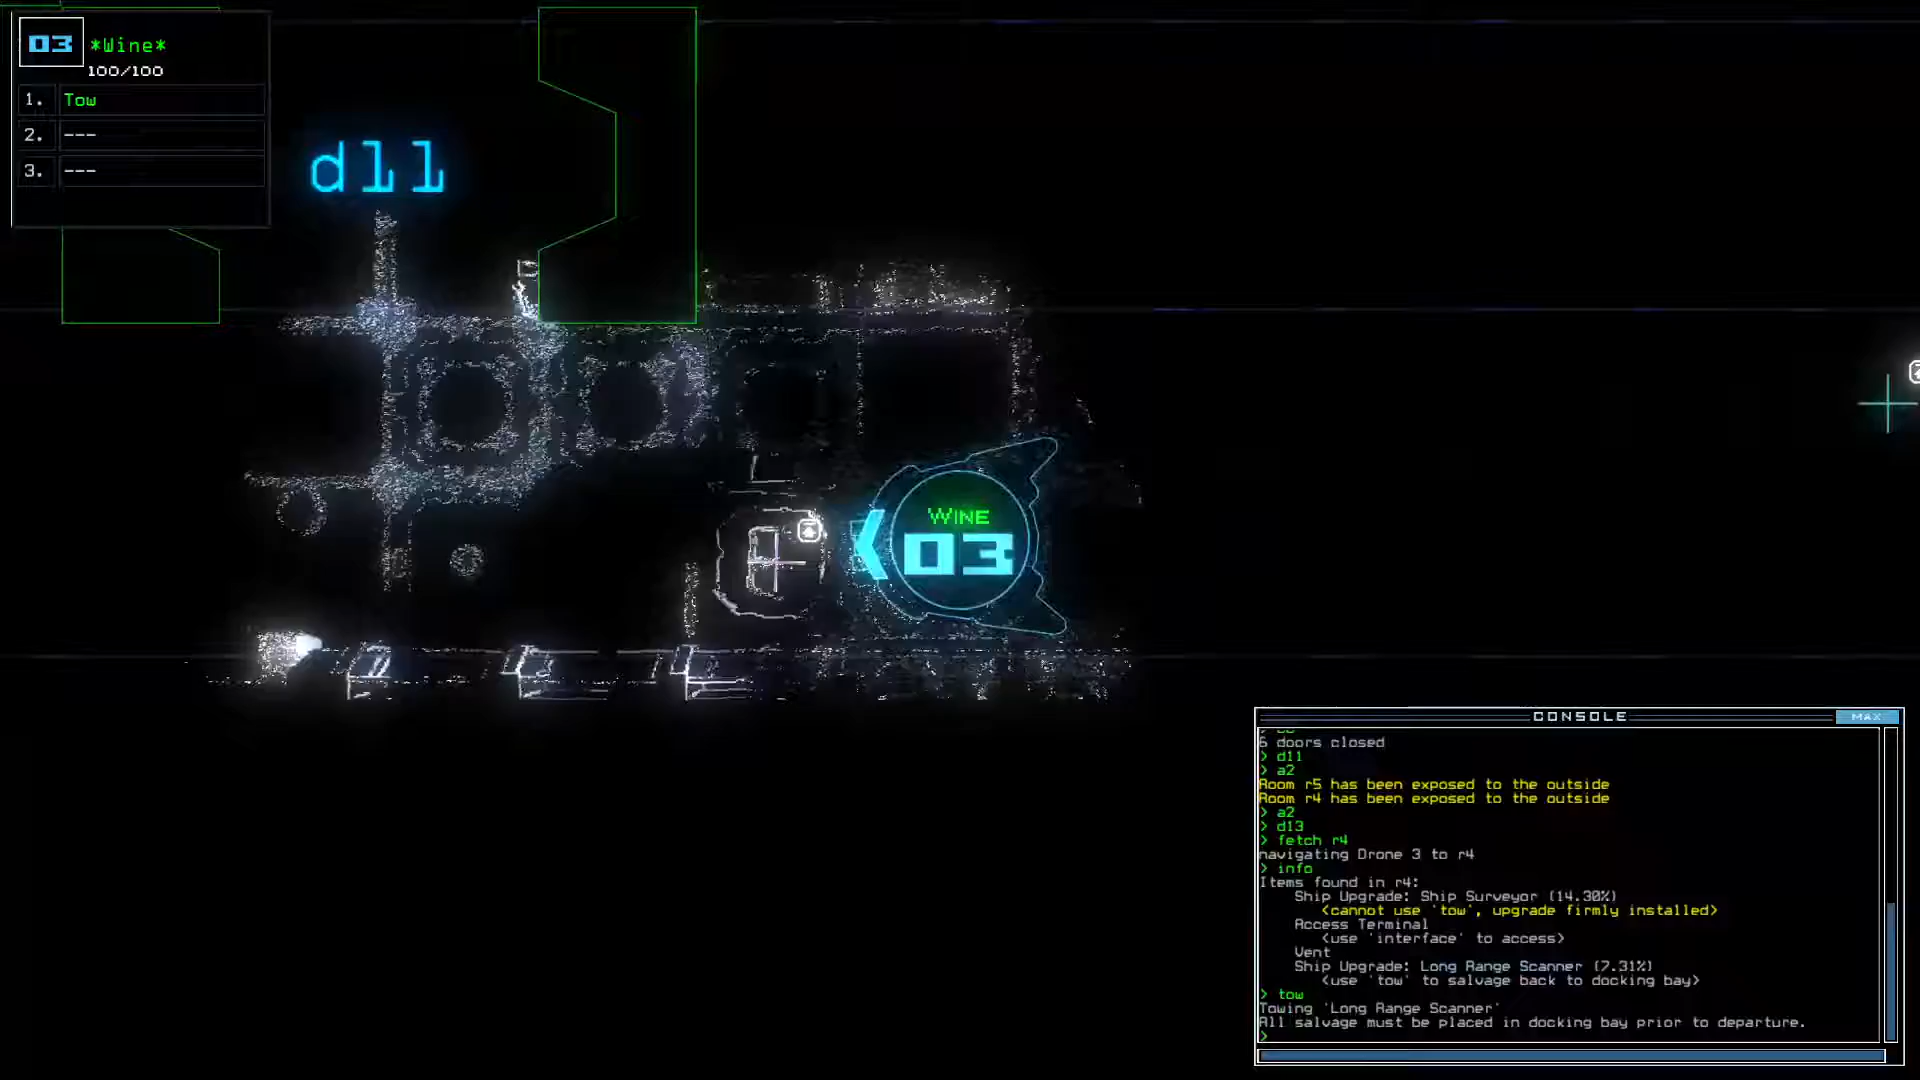 03 *Wine*
100/100
1. Tow
2. ---
3. ---
d11
WINE
03
CONSOLE
MAX
6 doors closed
> d11
> a2
Room r5 has been exposed to the outside
Room r4 has been exposed to the outside
> a2
> d13
> fetch r4
navigating Drone 3 to r4
> info
Items found in r4:
Ship Upgrade: Ship Surveyor (14.30%)
<cannot use 'tow', upgrade firmly installed>
Access Terminal
<use 'interface' to access>
Vent
Ship Upgrade: Long Range Scanner (7.31%)
<use 'tow' to salvage back to docking bay>
> tow
Towing 'Long Range Scanner'
All salvage must be placed in docking bay prior to departure.
>